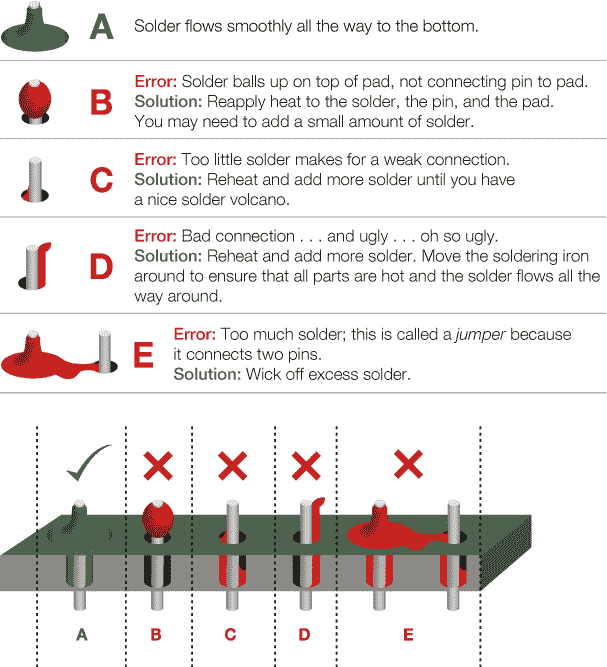 A
Solder flows smoothly all the way to the bottom.
B
Error: Solder balls up on top of pad, not connecting pin to pad.
Solution: Reapply heat to the solder, the pin, and the pad.
You may need to add a small amount of solder.
C
Error: Too little solder makes for a weak connection.
Solution: Reheat and add more solder until you have
a nice solder volcano.
D
Error: Bad connection . . . and ugly . . . oh so ugly.
Solution: Reheat and add more solder. Move the soldering iron
around to ensure that all parts are hot and the solder flows all the
way around.
E
Error: Too much solder; this is called a jumper because
it connects two pins.
Solution: Wick off excess solder.
A B C D E